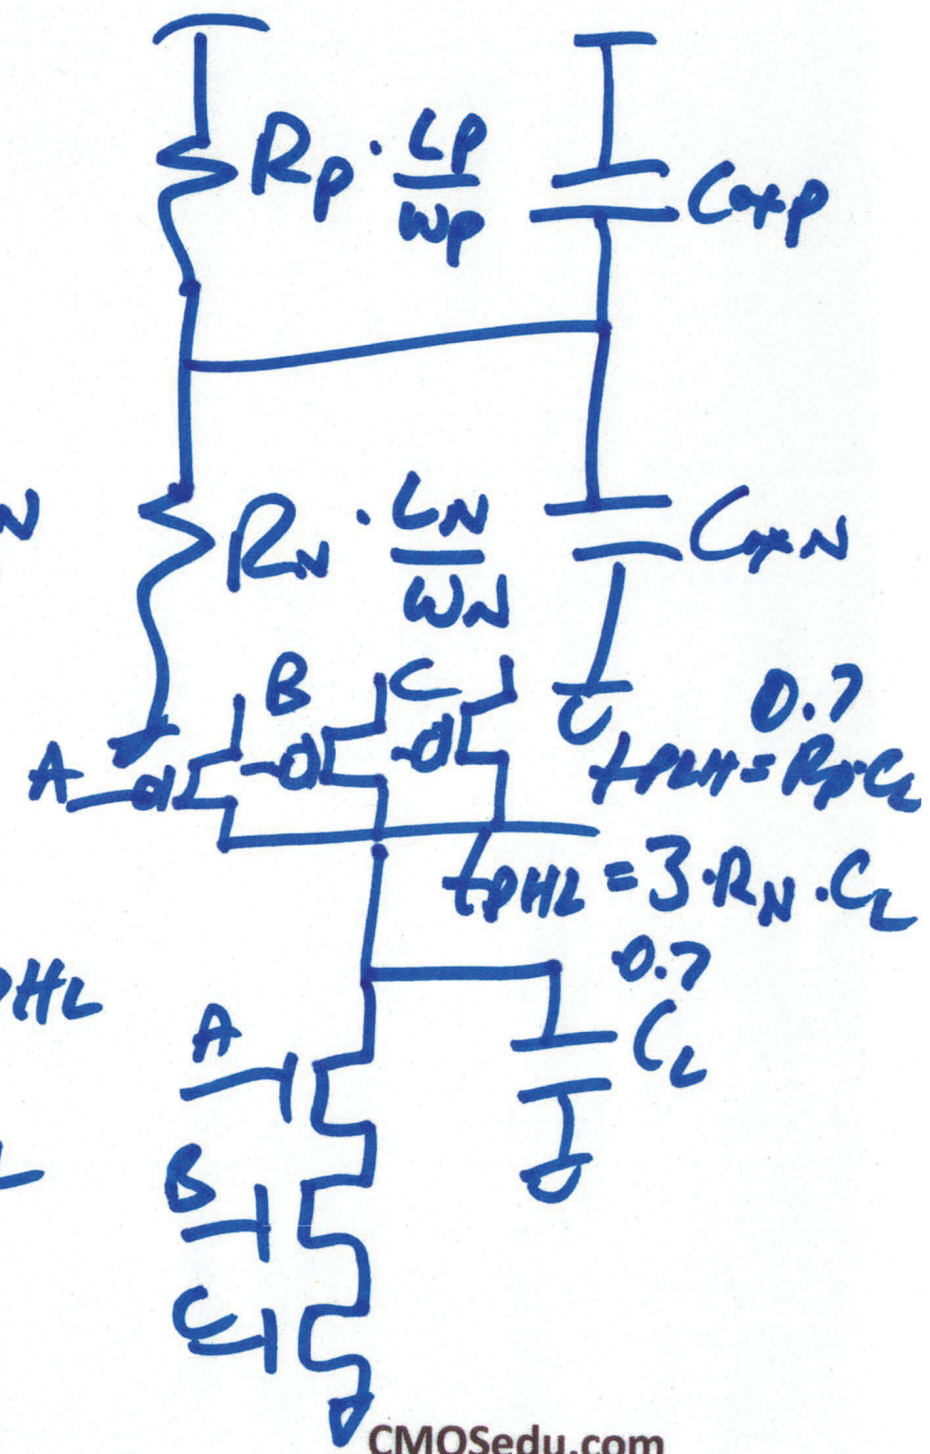 Rp · Lp
Wp
Coxp
N
RN · LN
WN
CoxN
B
C
A
0.7
tPLH = Rp·CL
tPHL = 3·RN·CL
·0.7
PHL
A
CL
B
L
C
CMOSedu.com